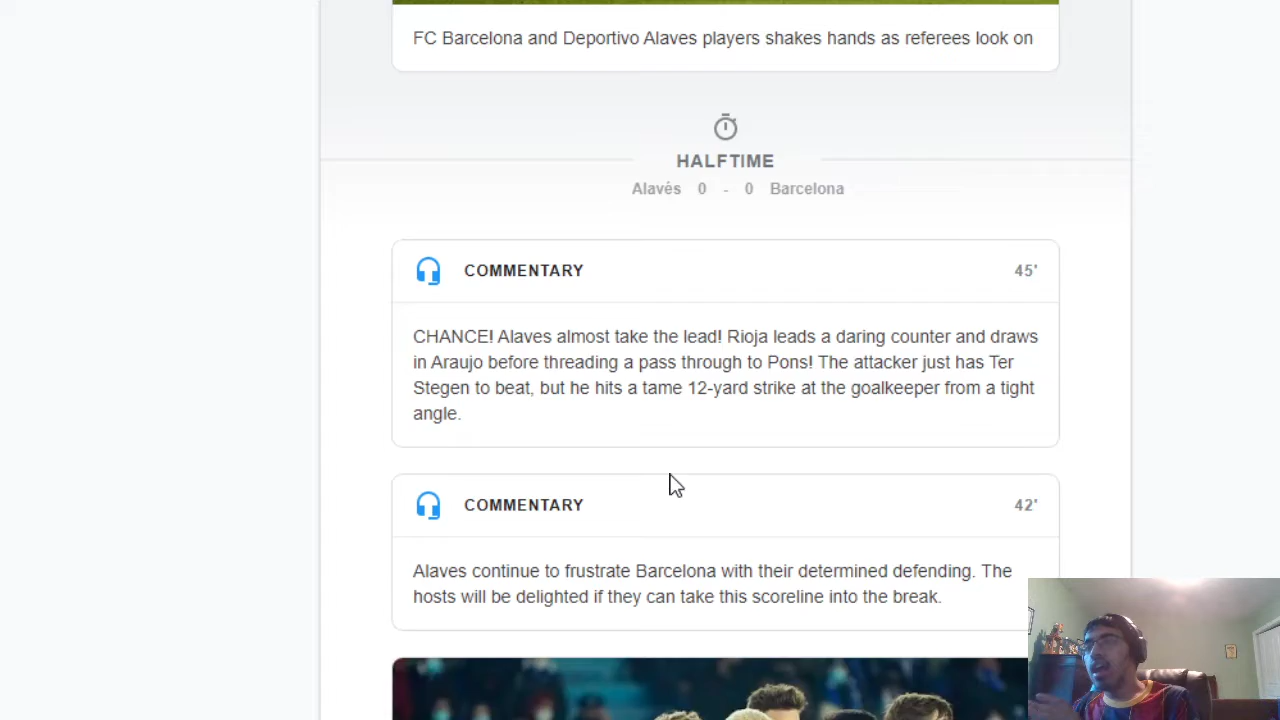 FC Barcelona and Deportivo Alaves players shakes hands as referees look on
HALFTIME
Alavés 0 - 0 Barcelona
COMMENTARY 45'
CHANCE! Alaves almost take the lead! Rioja leads a daring counter and draws
in Araujo before threading a pass through to Pons! The attacker just has Ter
Stegen to beat, but he hits a tame 12-yard strike at the goalkeeper from a tight
angle.
COMMENTARY 42'
Alaves continue to frustrate Barcelona with their determined defending. The
hosts will be delighted if they can take this scoreline into the break.